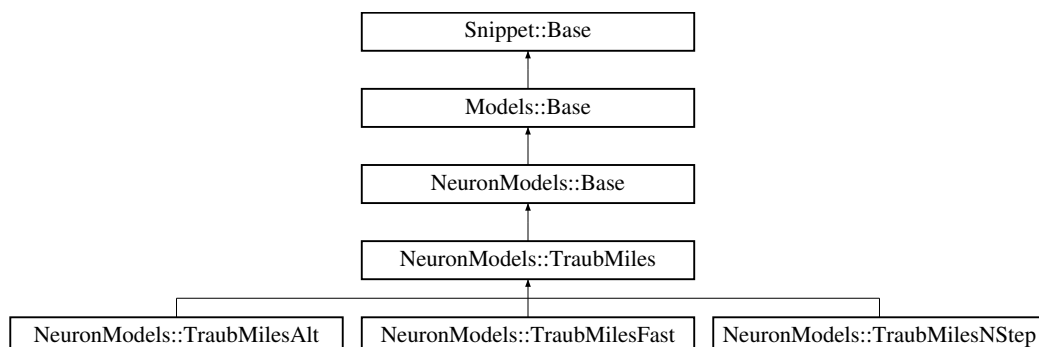 Snippet::Base
Models::Base
NeuronModels::Base
NeuronModels::TraubMiles
NeuronModels::TraubMilesAlt NeuronModels::TraubMilesFast NeuronModels::TraubMilesNStep